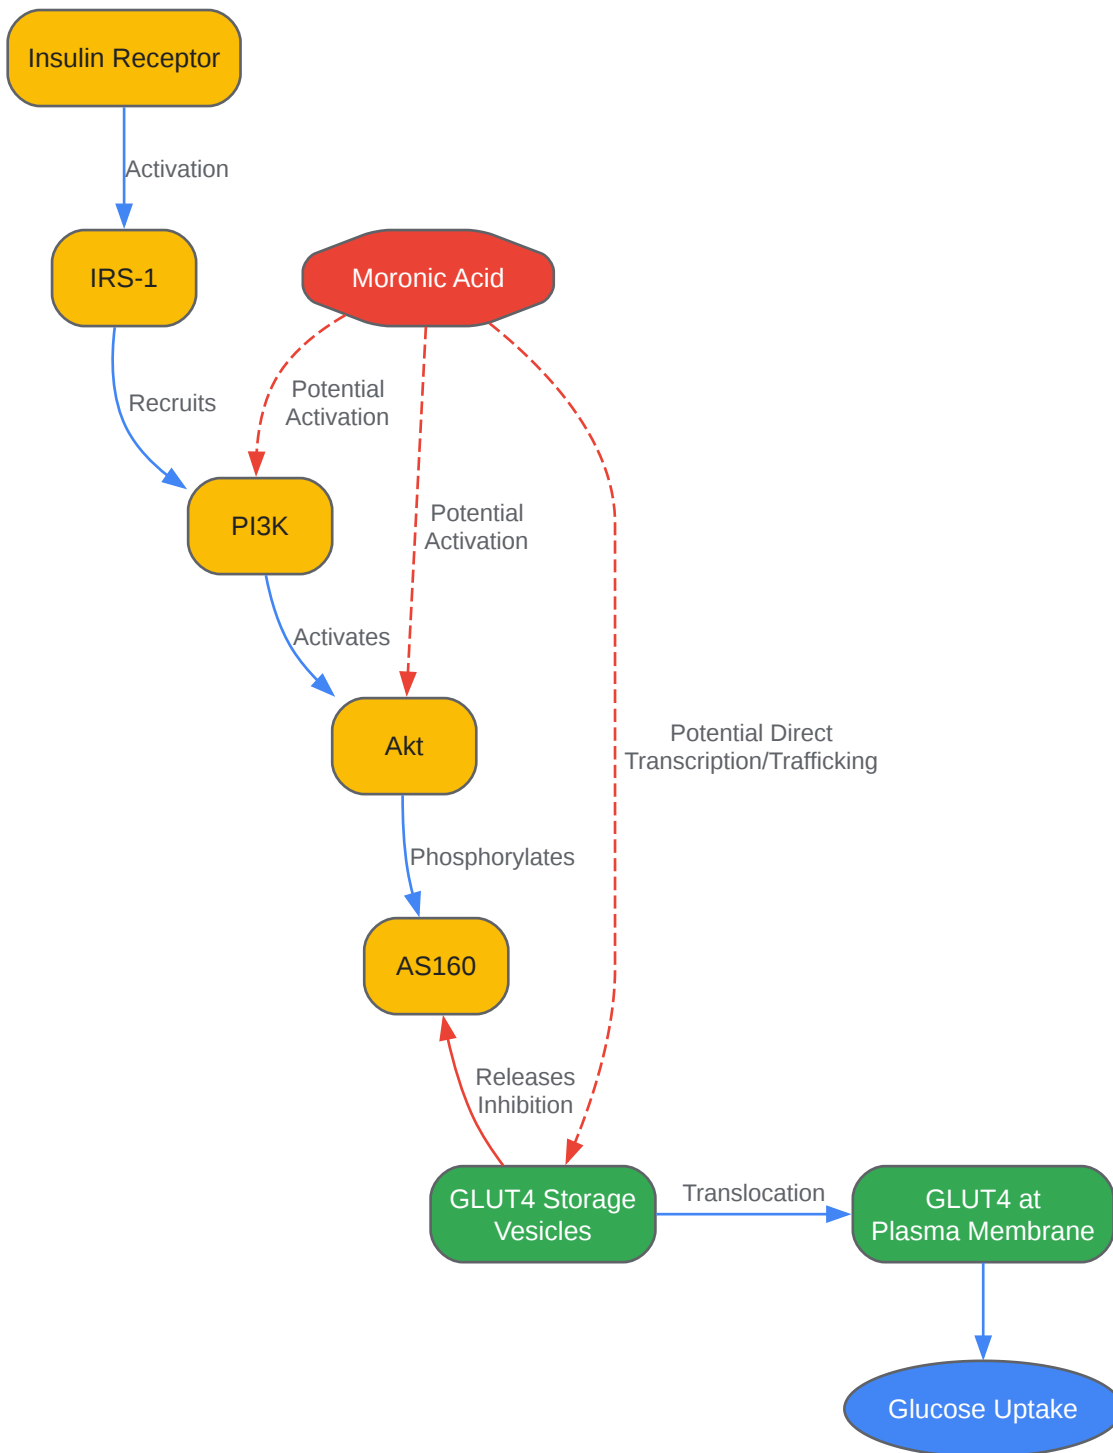 Insulin Receptor
Activation
IRS-1
Moronic Acid
Recruits
Potential
Activation
PI3K
Potential
Activation
Activates
Akt
Potential Direct
Transcription/Trafficking
Phosphorylates
AS160
Releases
Inhibition
GLUT4 Storage
Vesicles
Translocation
GLUT4 at
Plasma Membrane
Glucose Uptake